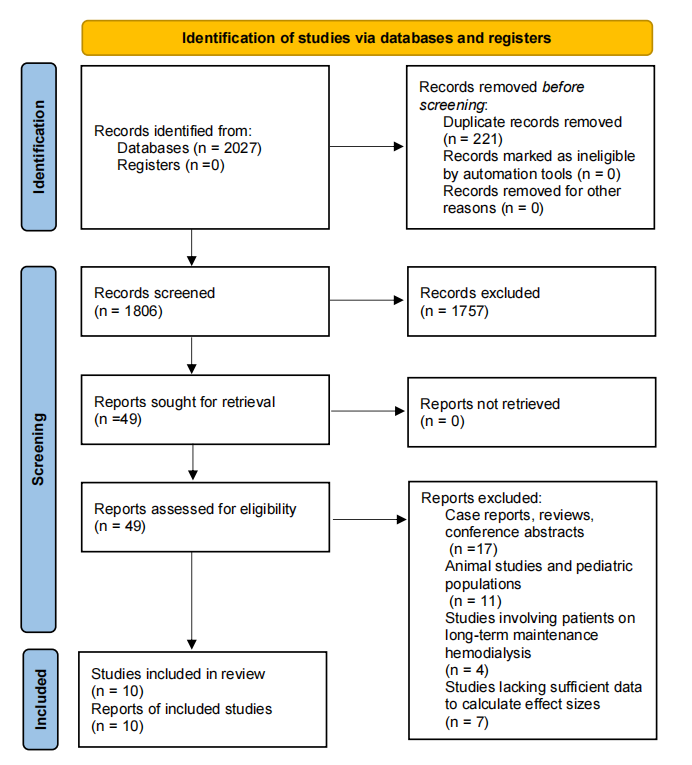 Identification of studies via databases and registers
Identification
Records identified from:
Databases (n = 2027)
Registers (n =0)
Records removed before
screening:
Duplicate records removed
(n = 221)
Records marked as ineligible
by automation tools (n = 0)
Records removed for other
reasons (n = 0)
Screening
Records screened
(n = 1806)
Records excluded
(n = 1757)
Reports sought for retrieval
(n =49)
Reports not retrieved
(n = 0)
Reports assessed for eligibility
(n = 49)
Reports excluded:
Case reports, reviews,
conference abstracts
(n =17)
Animal studies and pediatric
populations
(n = 11)
Studies involving patients on
long-term maintenance
hemodialysis
(n = 4)
Studies lacking sufficient data
to calculate effect sizes
(n = 7)
Included
Studies included in review
(n = 10)
Reports of included studies
(n = 10)